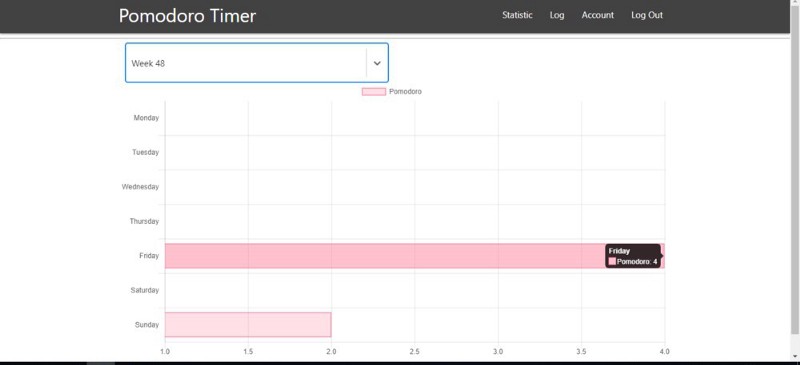 Pomodoro Timer
Statistic Log Account Log Out
Week 48
Pomodoro
Monday
Tuesday
Wednesday
Thursday
Friday
Friday
Pomodoro: 4
Saturday
Sunday
1.0 1.5 2.0 2.5 3.0 3.5 4.0